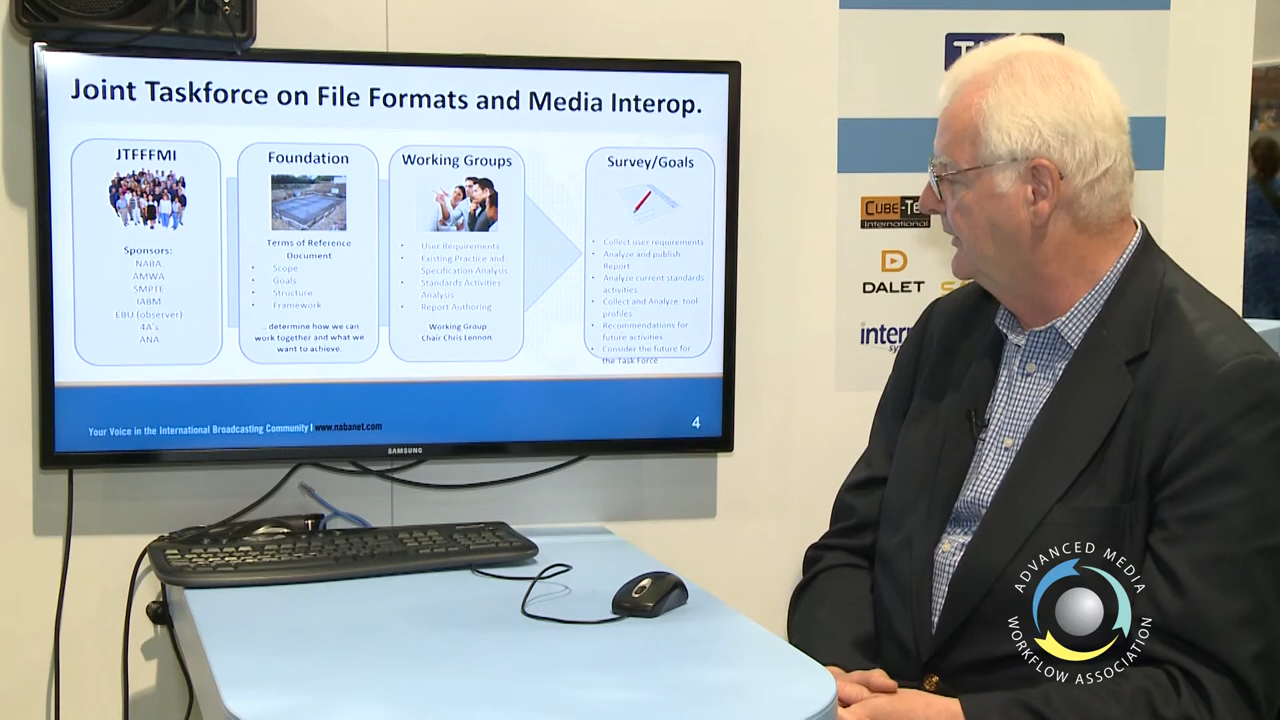 Joint Taskforce on File Formats and Media Interop.
JTFFFMI
Sponsors:
NABA
AMWA
SMPTE
IABM
EBU (observer)
4A's
ANA
Foundation
Terms of Reference
Document
• Scope
• Goals
• Structure
• Framework
... determine how we can
work together and what we
want to achieve.
Working Groups
• User Requirements
• Existing Practice and
Specification Analysis
• Standards Activities
Analysis
• Report Authoring
Working Group
Chair Chris Lennon
Survey/Goals
• Collect user requirements
• Analyze and publish
Report
• Analyze current standards
activities
• Collect and Analyze tool
profiles
• Recommendations for
future activities
• Consider the future for
the Task Force
Your Voice in the International Broadcasting Community | www.nabanet.com
4
SAMSUNG
CUBE-TE
International
DALET
inter
ADVANCED MEDIA
WORKFLOW ASSOCIATION